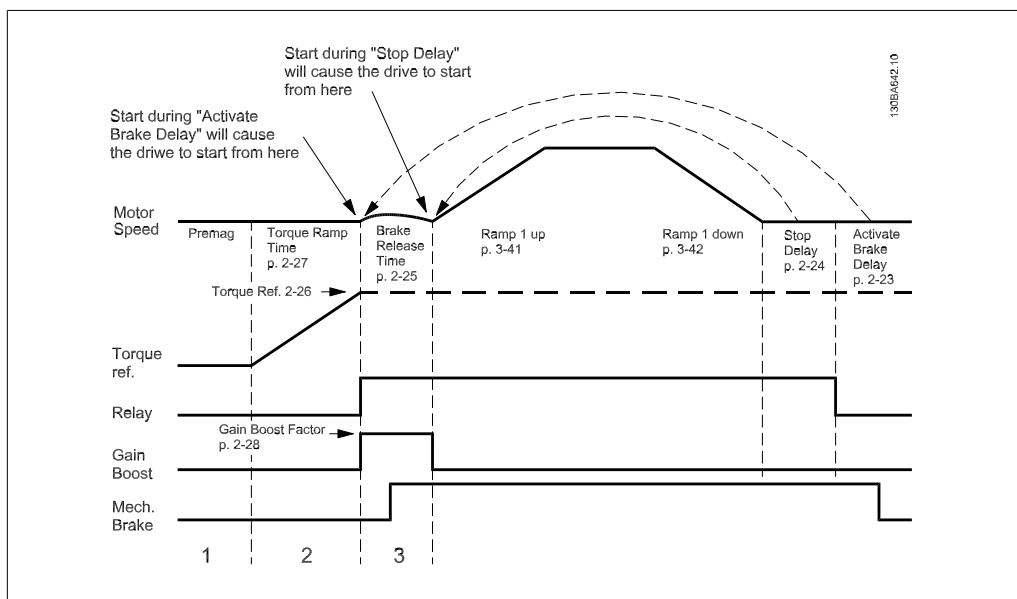 Start during "Stop Delay"
will cause the drive to start
from here
130BA642.10
Start during "Activate
Brake Delay" will cause
the driwe to start from here
Motor
Speed
Premag
Torque Ramp
Time
p. 2-27
Brake
Release
Time
p. 2-25
Ramp 1 up
p. 3-41
Ramp 1 down
p. 3-42
Stop
Delay
p. 2-24
Activate
Brake
Delay
p. 2-23
Torque Ref. 2-26
Torque
ref.
Relay
Gain Boost Factor
p. 2-28
Gain
Boost
Mech.
Brake
1 2 3